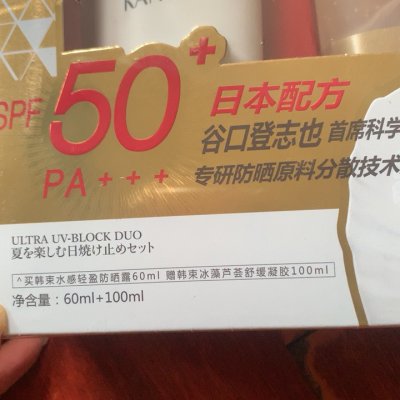 SPF 50+
PA+++
日本配方
谷口登志也 首席科学
专研防晒原料分散技术
ULTRA UV-BLOCK DUO
夏を楽しむ日焼け止めセット
^买韩束水感轻盈防晒露60ml 赠韩束冰藻芦荟舒缓凝胶100ml
净含量：60ml+100ml